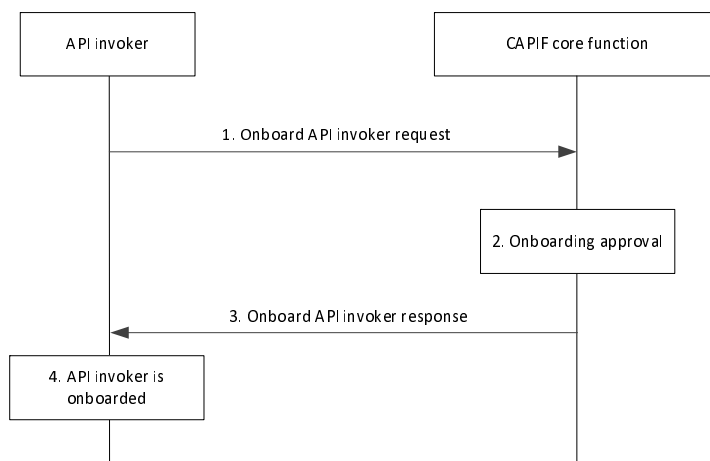 API invoker
CAPIF core function
1. Onboard API invoker request
2. Onboarding approval
3. Onboard API invoker response
4. API invoker is
onboarded